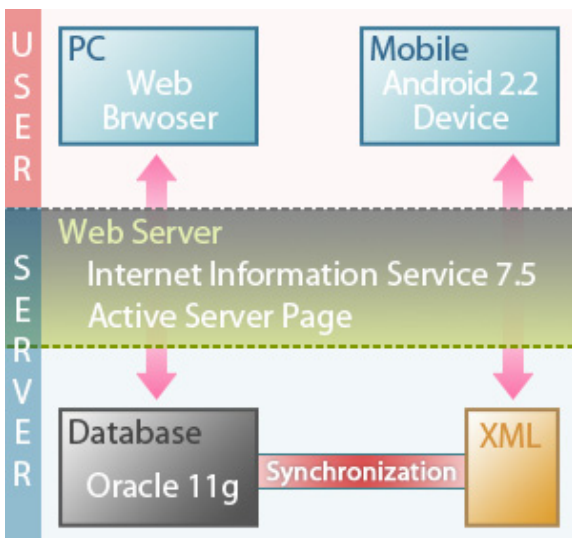 USER
PC
Web
Brwoser
Mobile
Android 2.2
Device
SERVER
Web Server
Internet Information Service 7.5
Active Server Page
Database
Oracle 11g
Synchronization
XML